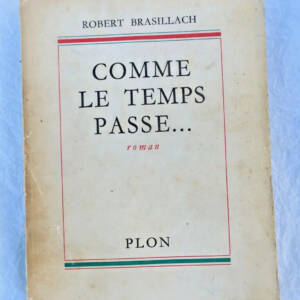 ROBERT BRASILLACH
COMME
LE TEMPS
PASSE...
roman
PLON